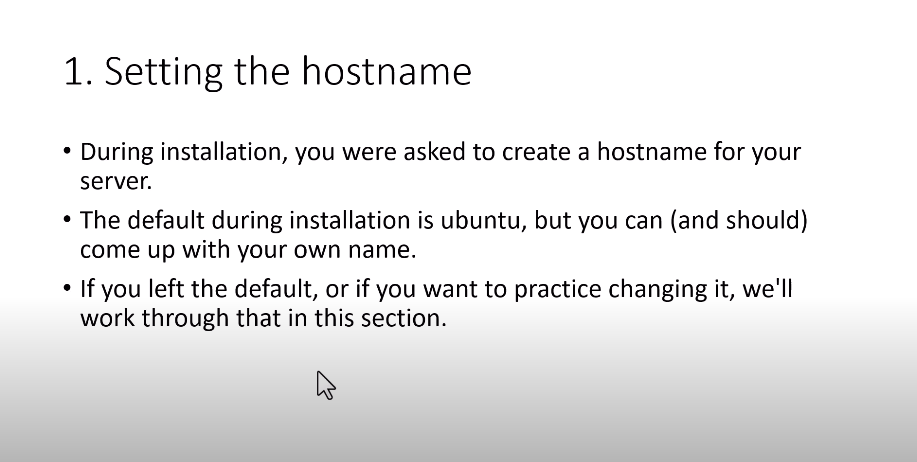 1. Setting the hostname
• During installation, you were asked to create a hostname for your
server.
• The default during installation is ubuntu, but you can (and should)
come up with your own name.
• If you left the default, or if you want to practice changing it, we'll
work through that in this section.